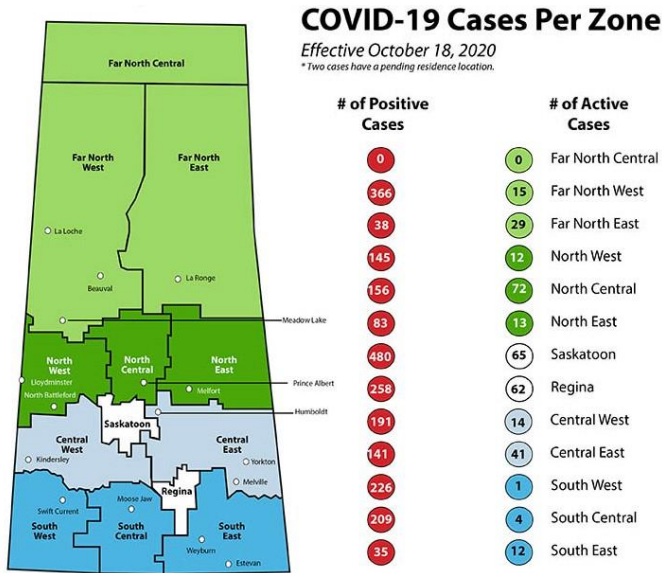 COVID-19 Cases Per Zone
Effective October 18, 2020
* Two cases have a pending residence location.
# of Positive
Cases
# of Active
Cases
0 0 Far North Central
366 15 Far North West
38 29 Far North East
145 12 North West
156 72 North Central
83 13 North East
480 65 Saskatoon
258 62 Regina
191 14 Central West
141 41 Central East
226 1 South West
209 4 South Central
35 12 South East
Far North Central
Far North
West
Far North
East
La Loche
Beauval
La Ronge
Meadow Lake
North
West
North
Central
North
East
Lloydminster
Prince Albert
North Battleford
Melfort
Humboldt
Saskatoon
Central
West
Central
East
Kindersley
Yorkton
Melville
Regina
Swift Current
Moose Jaw
South
West
South
Central
South
East
Weyburn
Estevan